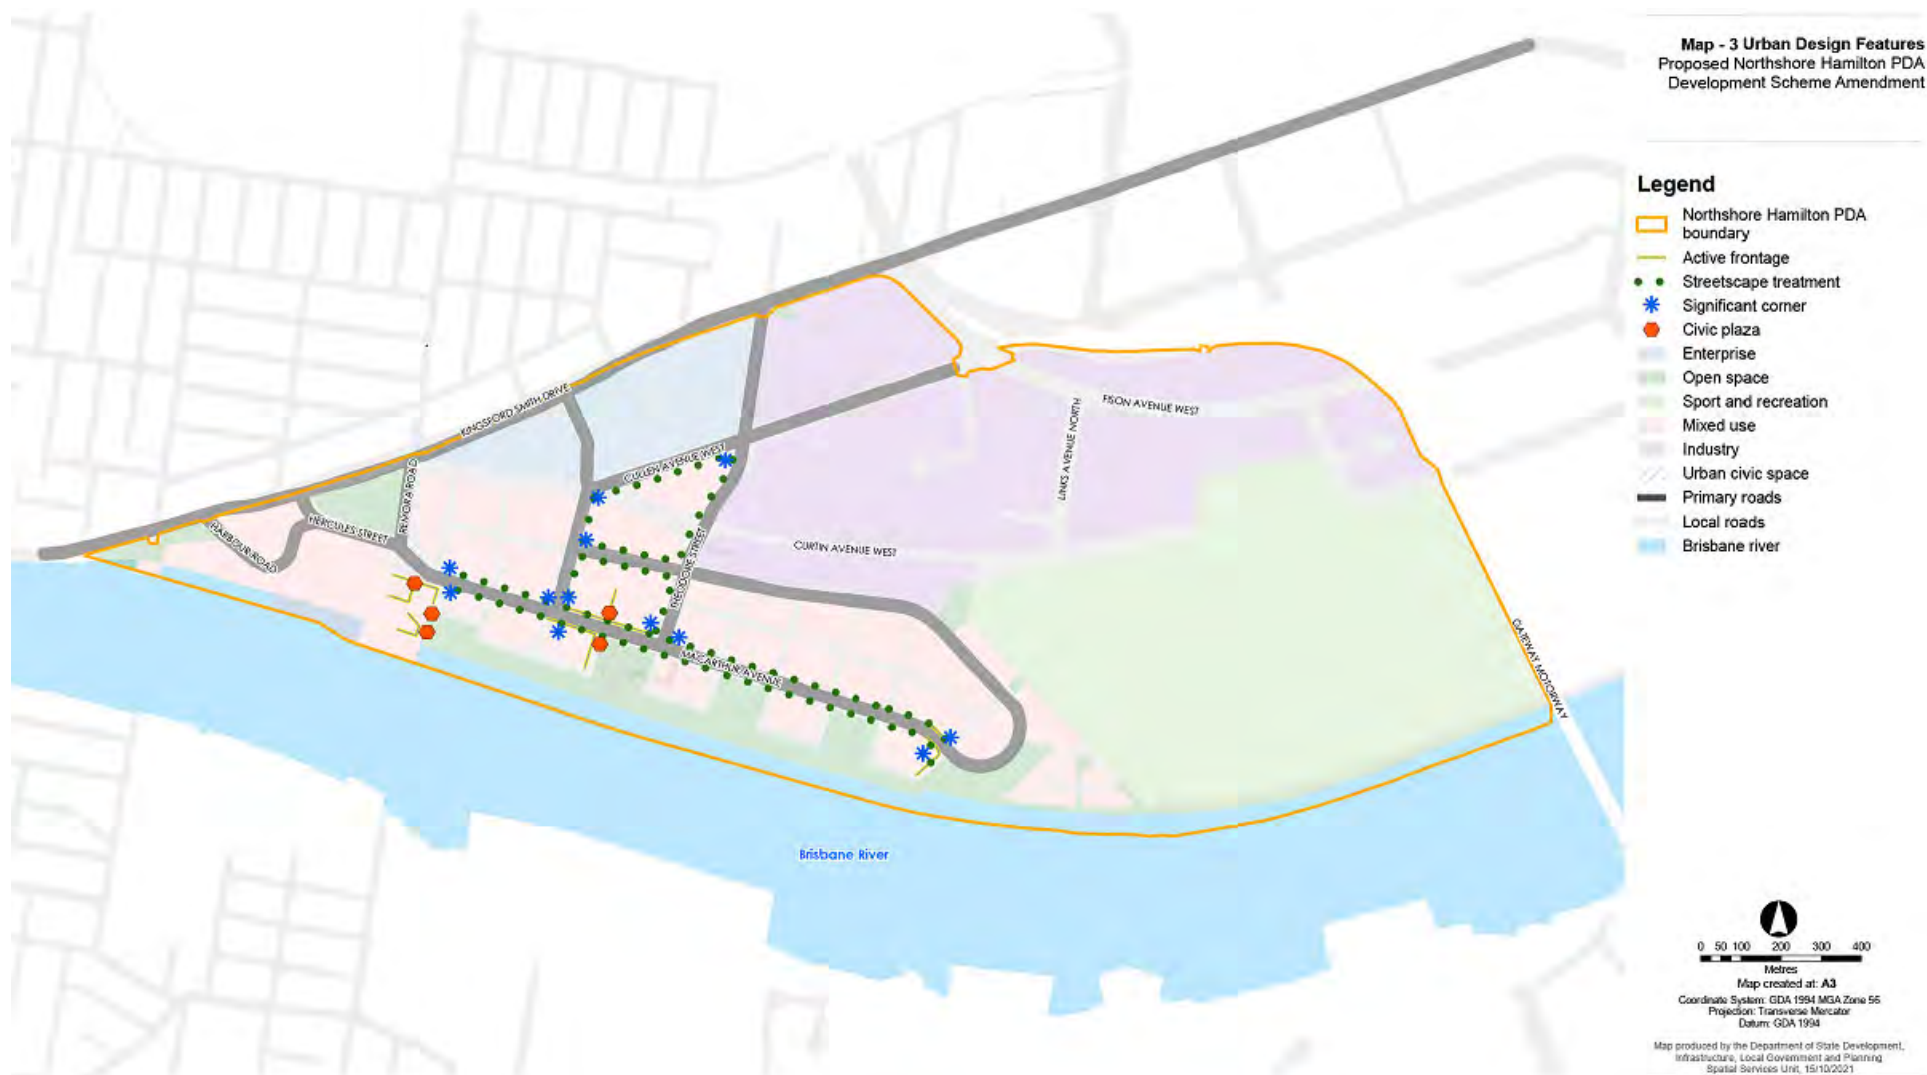 Map - 3 Urban Design Features
Proposed Northshore Hamilton PDA
Development Scheme Amendment
Legend
Northshore Hamilton PDA
boundary
Active frontage
Streetscape treatment
Significant corner
Civic plaza
Enterprise
Open space
Sport and recreation
Mixed use
Industry
Urban civic space
Primary roads
Local roads
Brisbane river
KINGSFORD SMITH DRIVE
FISON AVENUE WEST
LINKS AVENUE NORTH
CULLEN AVENUE WEST
REMORA ROAD
HERCULES STREET
HARBOUR ROAD
CURTIN AVENUE WEST
THEODORE STREET
MACARTHUR AVENUE
GATEWAY MOTORWAY
Brisbane River
0 50 100 200 300 400
Metres
Map created at: A3
Coordinate System: GDA 1994 MGA Zone 56
Projection: Transverse Mercator
Datum: GDA 1994
Map produced by the Department of State Development,
Infrastructure, Local Government and Planning
Spatial Services Unit, 15/10/2021